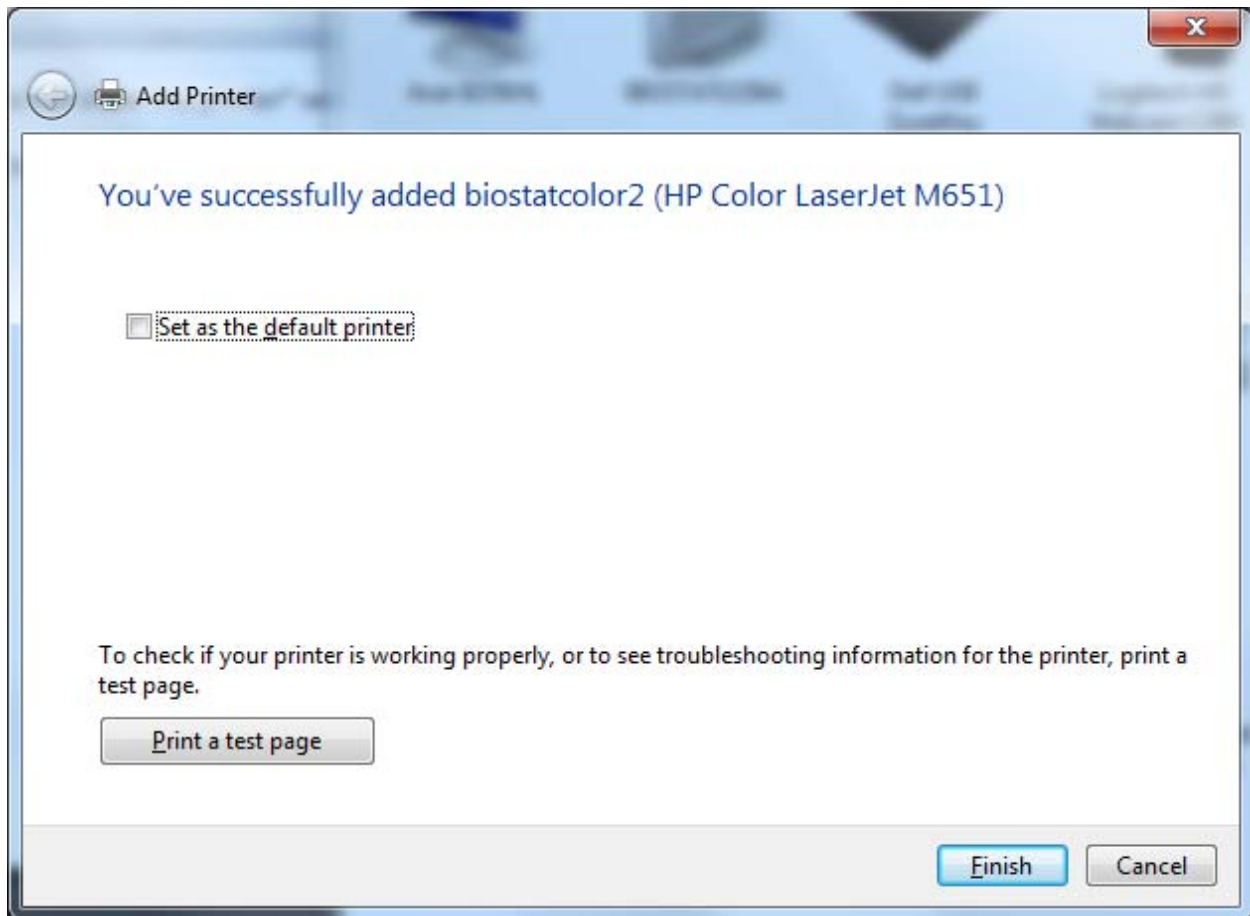 Add Printer
You've successfully added biostatcolor2 (HP Color LaserJet M651)
Set as the default printer
To check if your printer is working properly, or to see troubleshooting information for the printer, print a
test page.
Print a test page
Finish Cancel